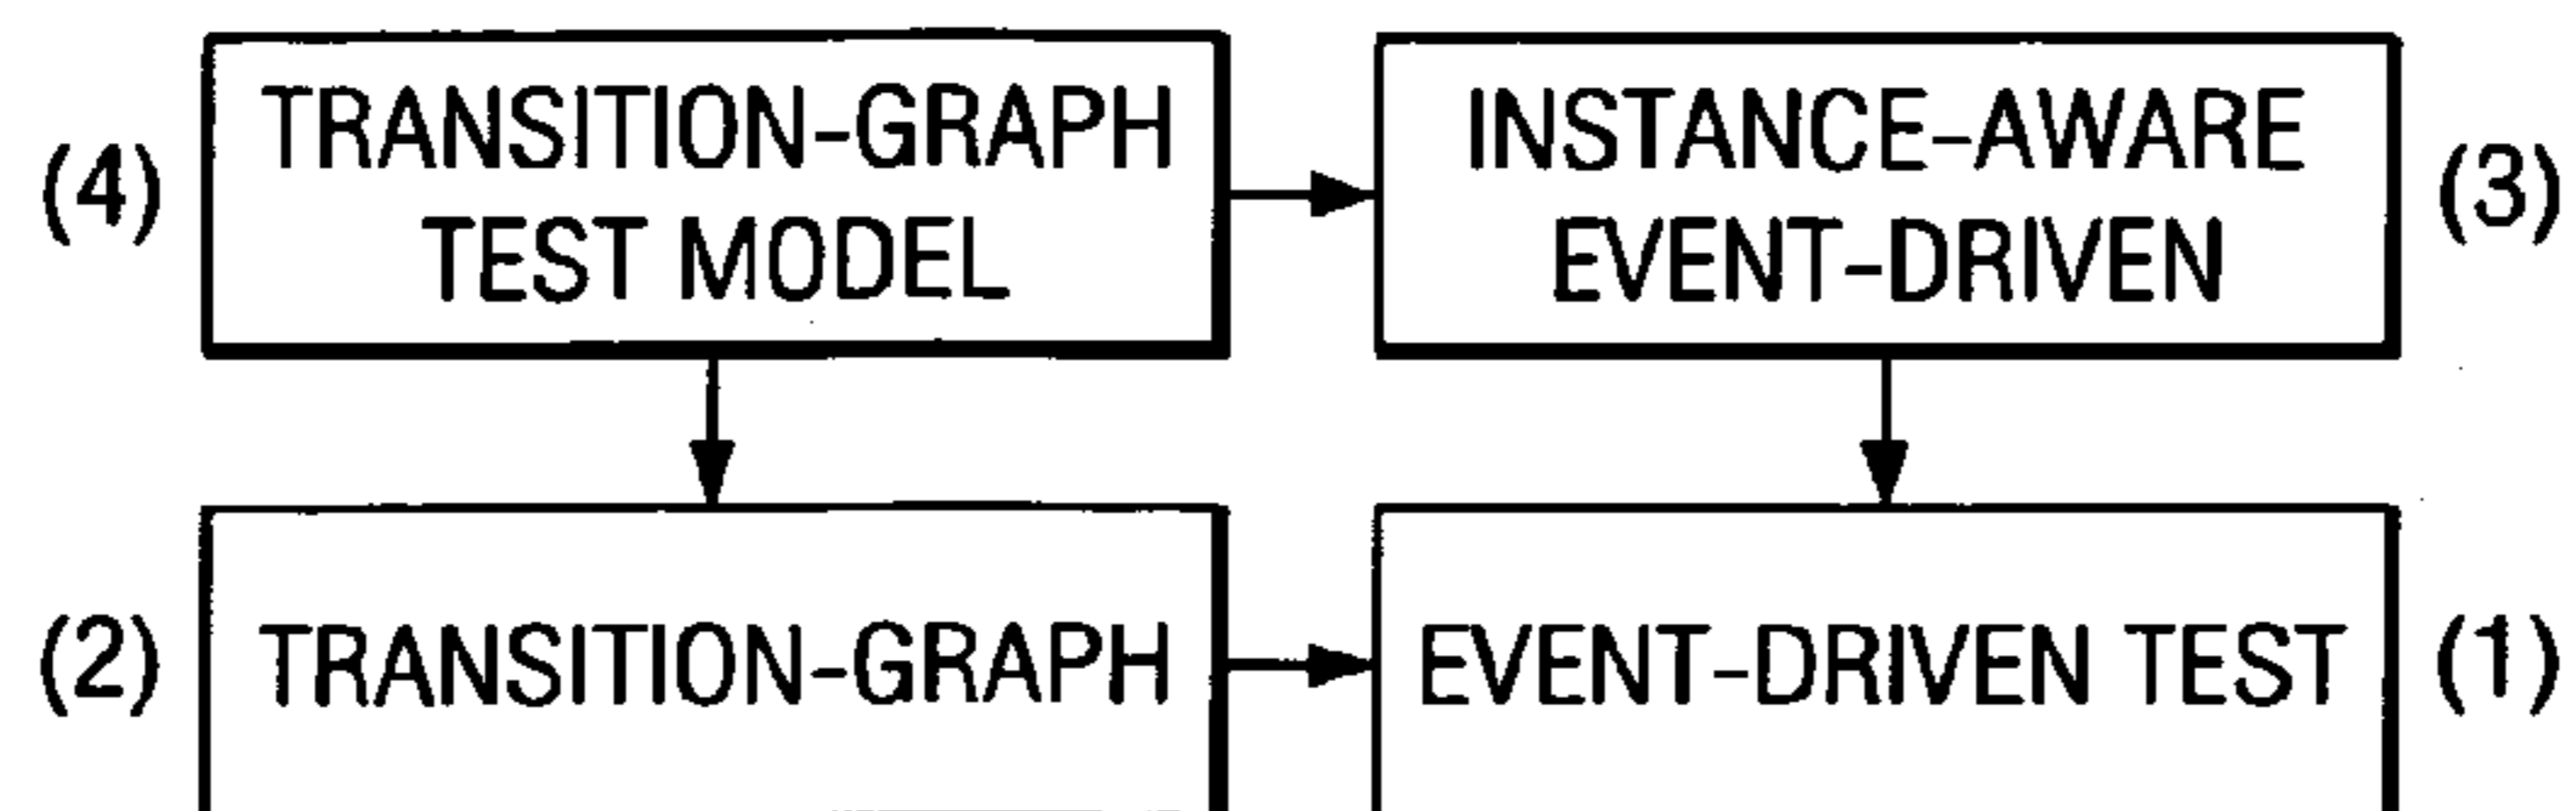 (4)
TRANSITION-GRAPH
TEST MODEL
INSTANCE-AWARE
EVENT-DRIVEN
(3)
(2)
TRANSITION-GRAPH
EVENT-DRIVEN TEST
(1)